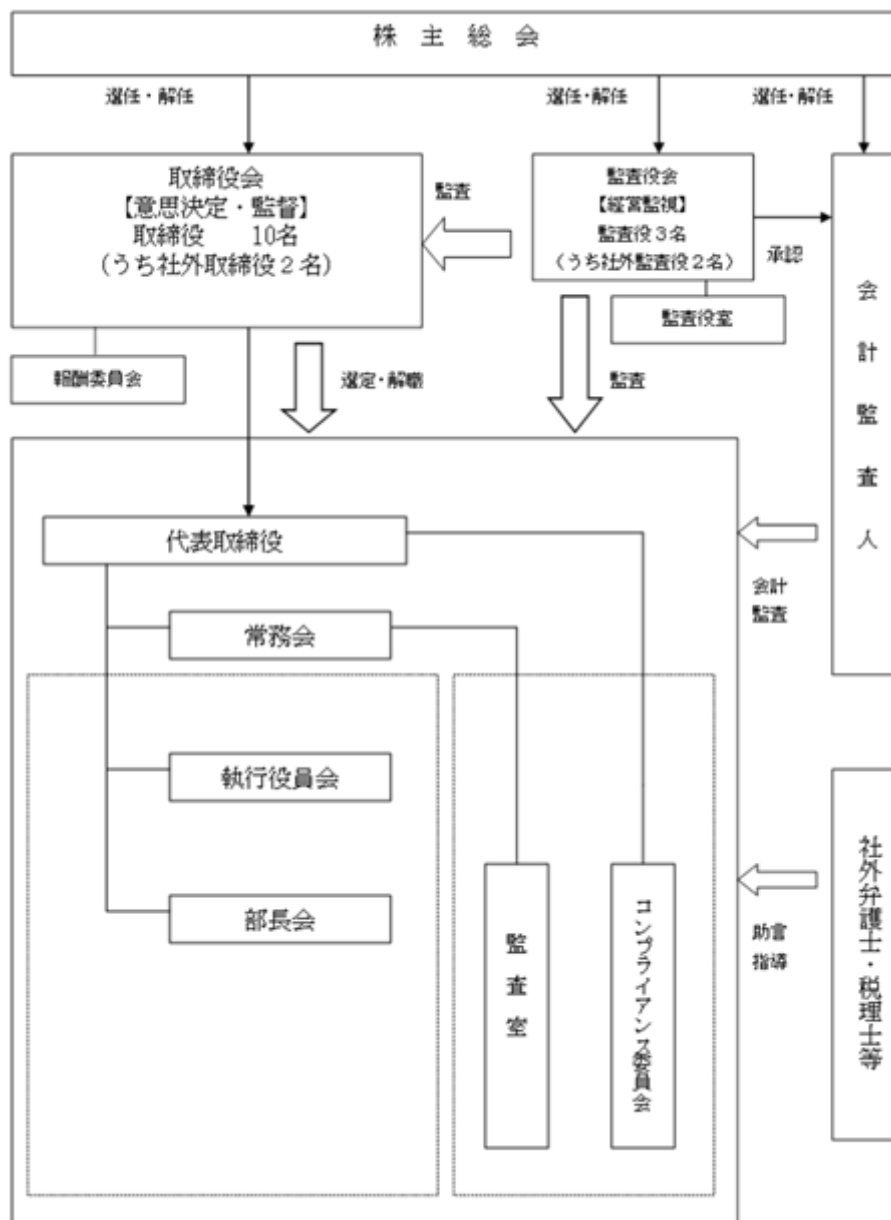 株主総会
選任・解任
選任・解任
選任・解任
取締役会
【意思決定・監督】
取締役　　10名
(うち社外取締役2名)
監査
監査役会
【経営監視】
監査役3名
(うち社外監査役2名)
承認
会計監査人
監査役室
報酬委員会
選定・解職
監査
代表取締役
会計
監査
常務会
執行役員会
部長会
監査室
コンプライアンス委員会
助言
指導
社外弁護士・税理士等